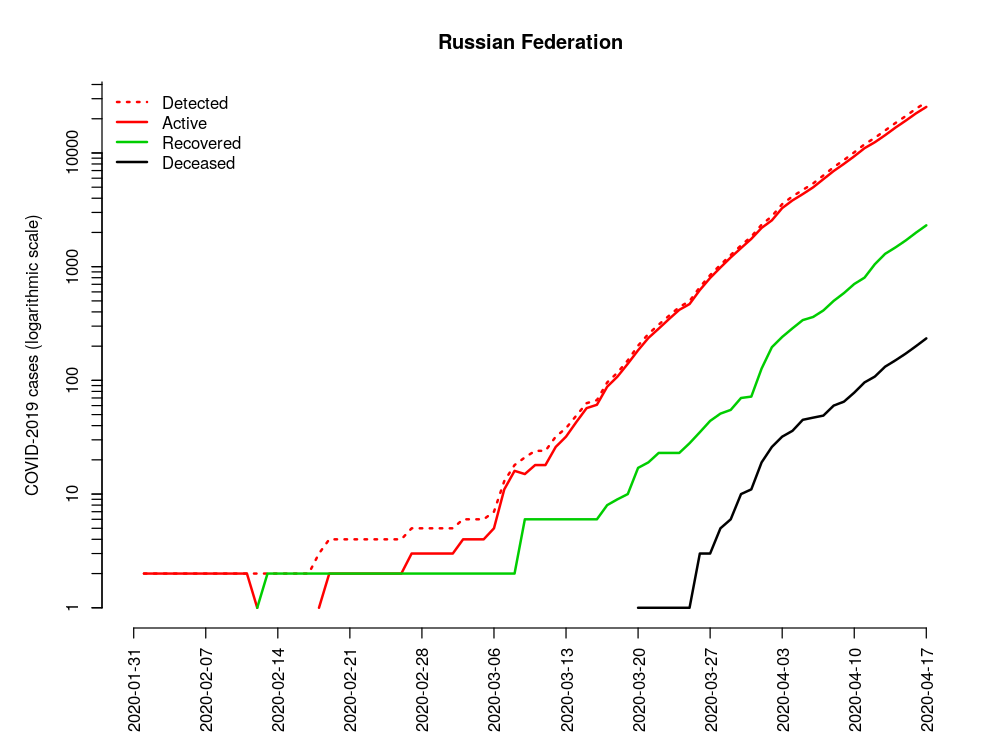 Russian Federation
Detected
Active
Recovered
Deceased
COVID-2019 cases (logarithmic scale)
10000
1000
100
10
1
2020-01-31
2020-02-07
2020-02-14
2020-02-21
2020-02-28
2020-03-06
2020-03-13
2020-03-20
2020-03-27
2020-04-03
2020-04-10
2020-04-17